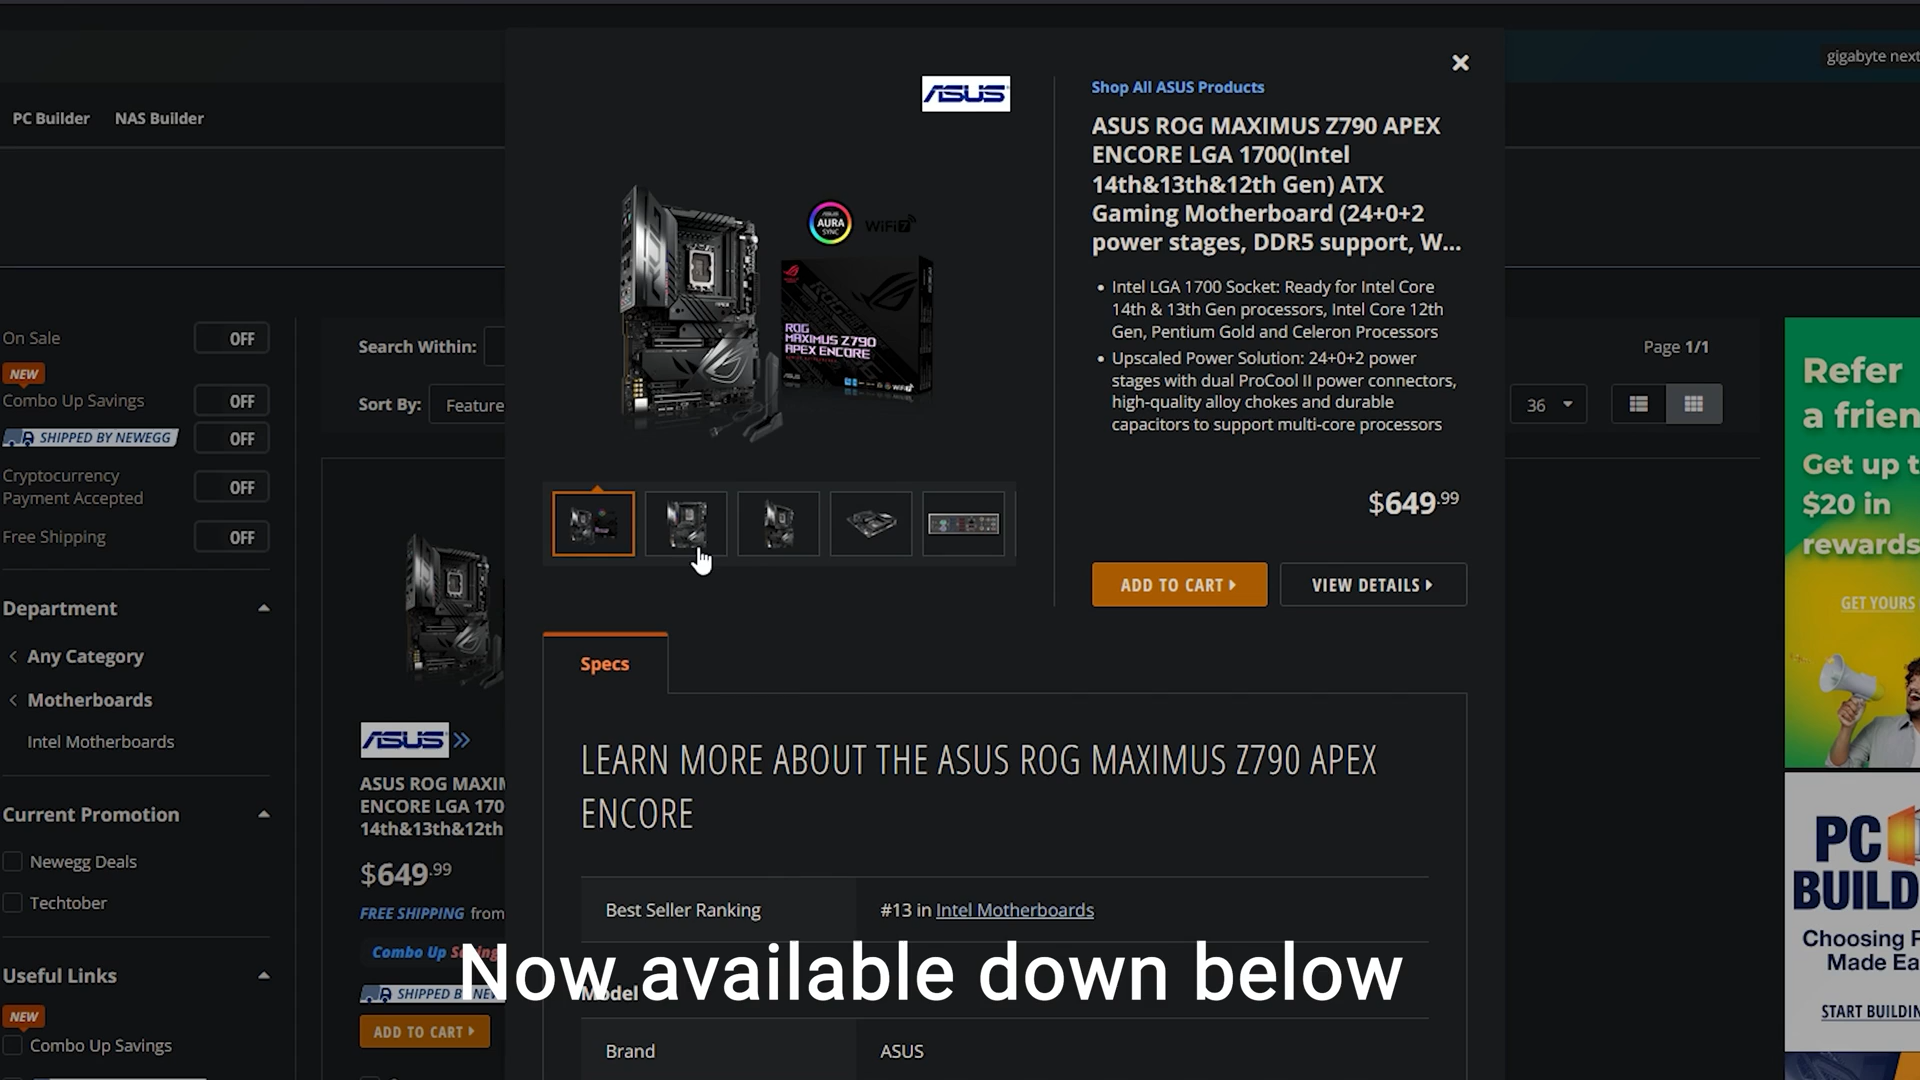 gigabyte next
PC Builder
NAS Builder
On Sale
OFF
NEW
Combo Up Savings
OFF
SHIPPED BY NEWEGG
OFF
Cryptocurrency
Payment Accepted
OFF
Free Shipping
OFF
Department
Any Category
Motherboards
Intel Motherboards
Current Promotion
Newegg Deals
Techtober
Useful Links
NEW
Combo Up Savings
Search Within:
Sort By:
Feature
ASUS
ASUS ROG MAXIM
ENCORE LGA 170
14th&13th&12th
$649.99
FREE SHIPPING from
Combo Up Saving
SHIPPED BY NEW
ADD TO CART
ASUS
AURA
SYNC
WiFi 7
ROG
MAXIMUS Z790
APEX ENCORE
Shop All ASUS Products
ASUS ROG MAXIMUS Z790 APEX
ENCORE LGA 1700(Intel
14th&13th&12th Gen) ATX
Gaming Motherboard (24+0+2
power stages, DDR5 support, W...
• Intel LGA 1700 Socket: Ready for Intel Core
14th & 13th Gen processors, Intel Core 12th
Gen, Pentium Gold and Celeron Processors
• Upscaled Power Solution: 24+0+2 power
stages with dual ProCool II power connectors,
high-quality alloy chokes and durable
capacitors to support multi-core processors
$649.99
ADD TO CART
VIEW DETAILS
Specs
LEARN MORE ABOUT THE ASUS ROG MAXIMUS Z790 APEX
ENCORE
Best Seller Ranking
#13 in Intel Motherboards
Model
Brand
ASUS
Now available down below
Page 1/1
36
Refer
a frien
Get up t
$20 in
rewards
GET YOURS
PC
BUILD
Choosing P
Made Ea
START BUILDIN